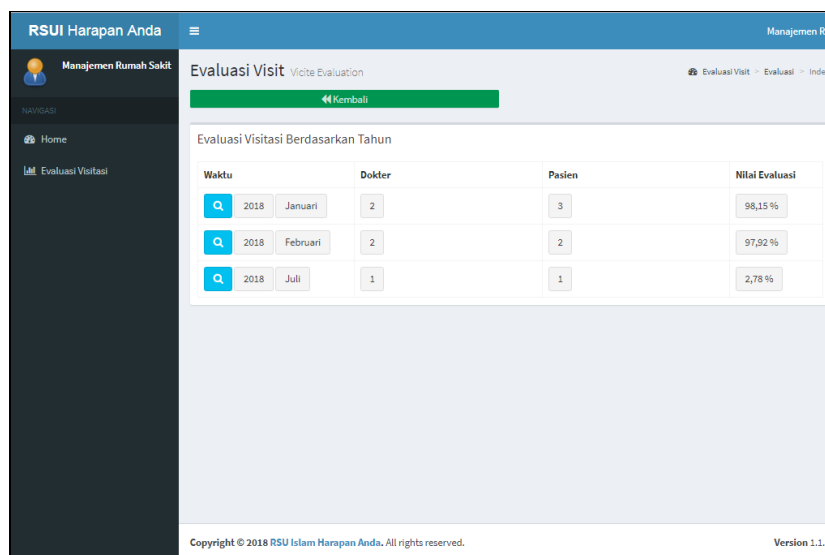 RSUI Harapan Anda
Manajemen R
Manajemen Rumah Sakit
NAVIGASI
Home
Evaluasi Visitasi
Evaluasi Visit Vicite Evaluation
Evaluasi Visit > Evaluasi > Inde
Kembali
Evaluasi Visitasi Berdasarkan Tahun
Waktu Dokter Pasien Nilai Evaluasi
2018 Januari 2 3 98,15 %
2018 Februari 2 2 97,92 %
2018 Juli 1 1 2,78 %
Copyright © 2018 RSU Islam Harapan Anda. All rights reserved. Version 1.1.